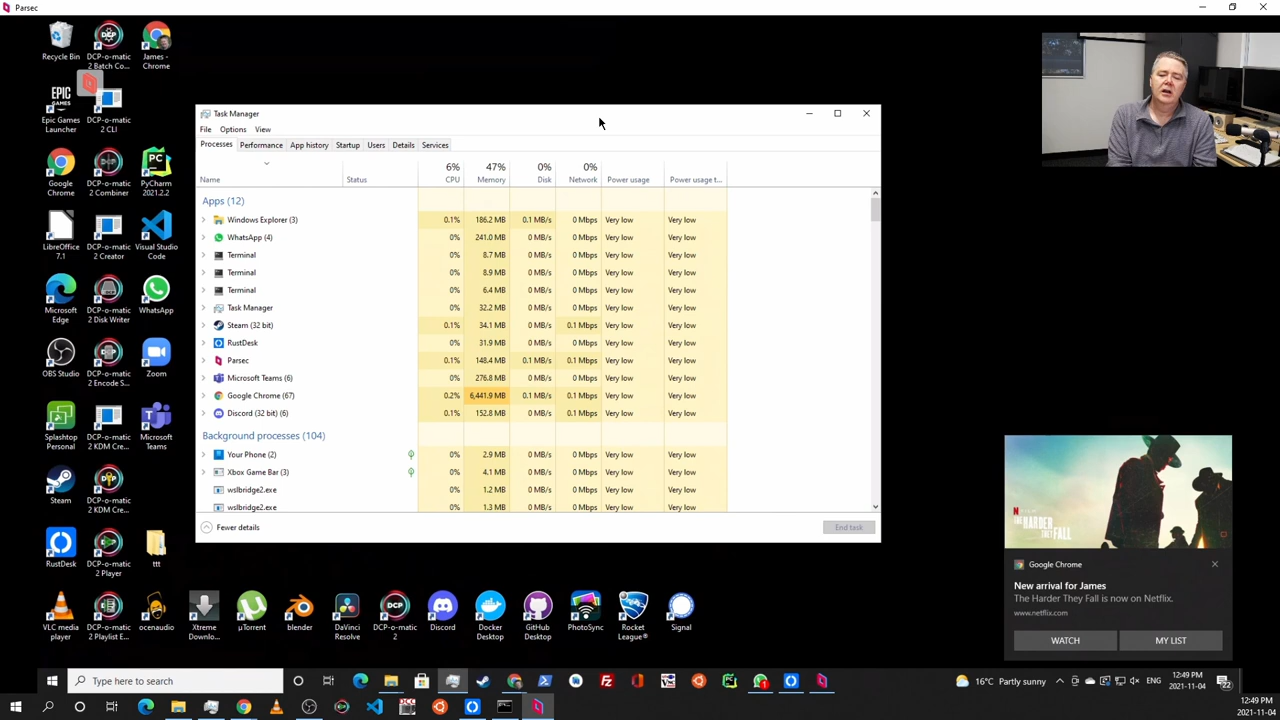 Parsec
Recycle Bin
DCP-o-matic
2 Batch Co...
James -
Chrome
EPIC
GAMES
Epic Games
Launcher
DCP-o-matic
2 CLI
Google
Chrome
DCP-o-matic
2 Combiner
PyCharm
2021.2.2
LibreOffice
7.1
DCP-o-matic
2 Creator
Visual Studio
Code
Microsoft
Edge
DCP-o-matic
2 Disk Writer
WhatsApp
OBS Studio
DCP-o-matic
2 Encode S...
Zoom
Splashtop
Personal
DCP-o-matic
2 KDM Cre...
Microsoft
Teams
Steam
DCP-o-matic
2 KDM Cre...
RustDesk
DCP-o-matic
2 Player
ttt
VLC media
player
DCP-o-matic
2 Playlist E...
ocenaudio
Xtreme
Downlo...
µTorrent
blender
DaVinci
Resolve
DCP-o-matic
2
Discord
Docker
Desktop
GitHub
Desktop
PhotoSync
Rocket
League®
Signal
Task Manager
File Options View
Processes Performance App history Startup Users Details Services
6% 47% 0% 0%
Name Status CPU Memory Disk Network Power usage Power usage t...
Apps (12)
Windows Explorer (3) 0.1% 186.2 MB 0.1 MB/s 0 Mbps Very low Very low
WhatsApp (4) 0% 241.0 MB 0 MB/s 0 Mbps Very low Very low
Terminal 0% 8.7 MB 0 MB/s 0 Mbps Very low Very low
Terminal 0% 8.9 MB 0 MB/s 0 Mbps Very low Very low
Terminal 0% 6.4 MB 0 MB/s 0 Mbps Very low Very low
Task Manager 0% 32.2 MB 0 MB/s 0 Mbps Very low Very low
Steam (32 bit) 0.1% 34.1 MB 0 MB/s 0.1 Mbps Very low Very low
RustDesk 0% 31.9 MB 0 MB/s 0 Mbps Very low Very low
Parsec 0.1% 148.4 MB 0.1 MB/s 0.1 Mbps Very low Very low
Microsoft Teams (6) 0% 276.8 MB 0 MB/s 0 Mbps Very low Very low
Google Chrome (67) 0.2% 6,441.9 MB 0.1 MB/s 0.1 Mbps Very low Very low
Discord (32 bit) (6) 0.1% 152.8 MB 0.1 MB/s 0.1 Mbps Very low Very low
Background processes (104)
Your Phone (2) 0% 2.9 MB 0 MB/s 0 Mbps Very low Very low
Xbox Game Bar (3) 0% 4.1 MB 0 MB/s 0 Mbps Very low Very low
wslbridge2.exe 0% 1.2 MB 0 MB/s 0 Mbps Very low Very low
wslbridge2.exe 0% 1.3 MB 0 MB/s 0 Mbps Very low Very low
Fewer details
End task
N
THE HARDER
THEY FALL
Google Chrome
New arrival for James
The Harder They Fall is now on Netflix.
www.netflix.com
WATCH MY LIST
Type here to search
16°C Partly sunny
ENG
12:49 PM
2021-11-04
22
12:49 PM
2021-11-04